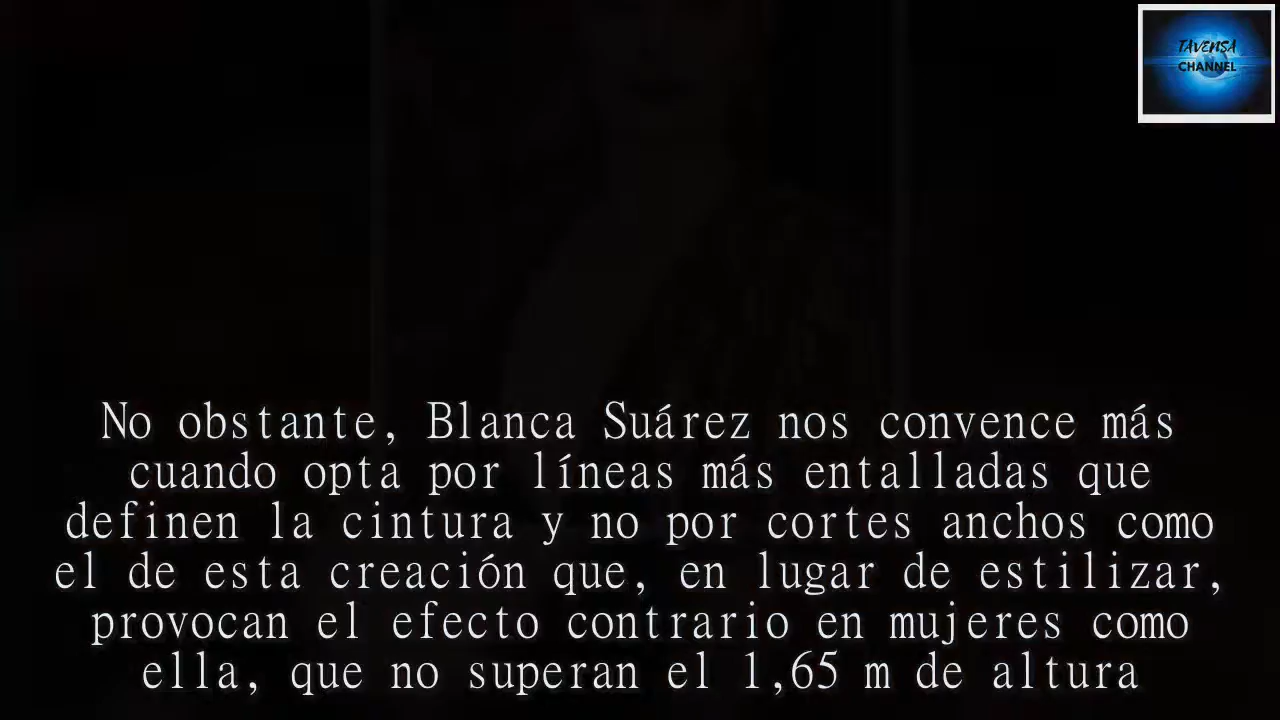 TAVENSA
CHANNEL
No obstante, Blanca Suárez nos convence más
cuando opta por líneas más entalladas que
definen la cintura y no por cortes anchos como
el de esta creación que, en lugar de estilizar,
provocan el efecto contrario en mujeres como
ella, que no superan el 1,65 m de altura